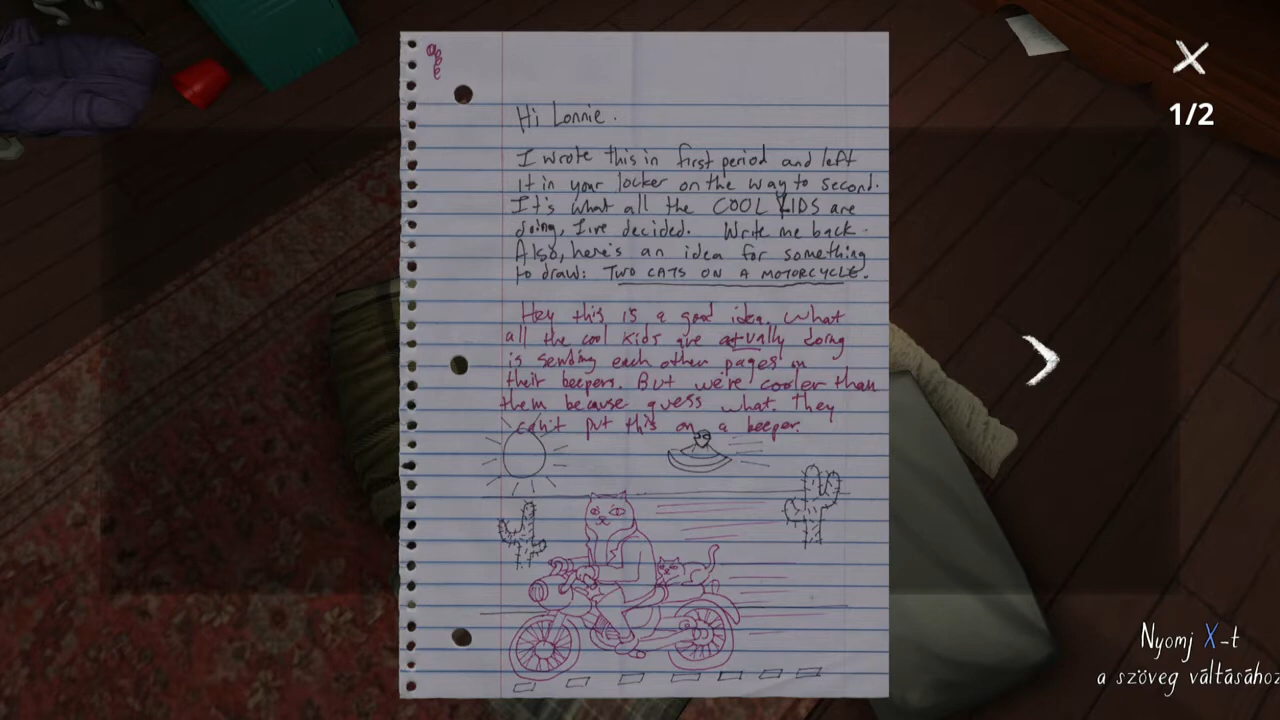 Hi Lonnie.
I wrote this in first period and left
it in your locker on the way to second.
It's what all the COOL KIDS are
doing, I've decided. Write me back.
Also, here's an idea for something
to draw: TWO CATS ON A MOTORCYCLE.
Hey this is a good idea. What
all the cool kids are actually doing
is sending each other pages on
their beepers. But we're cooler than
them because guess what. They
can't put this on a beeper.
1/2
Nyomj X-t
a szöveg váltásához